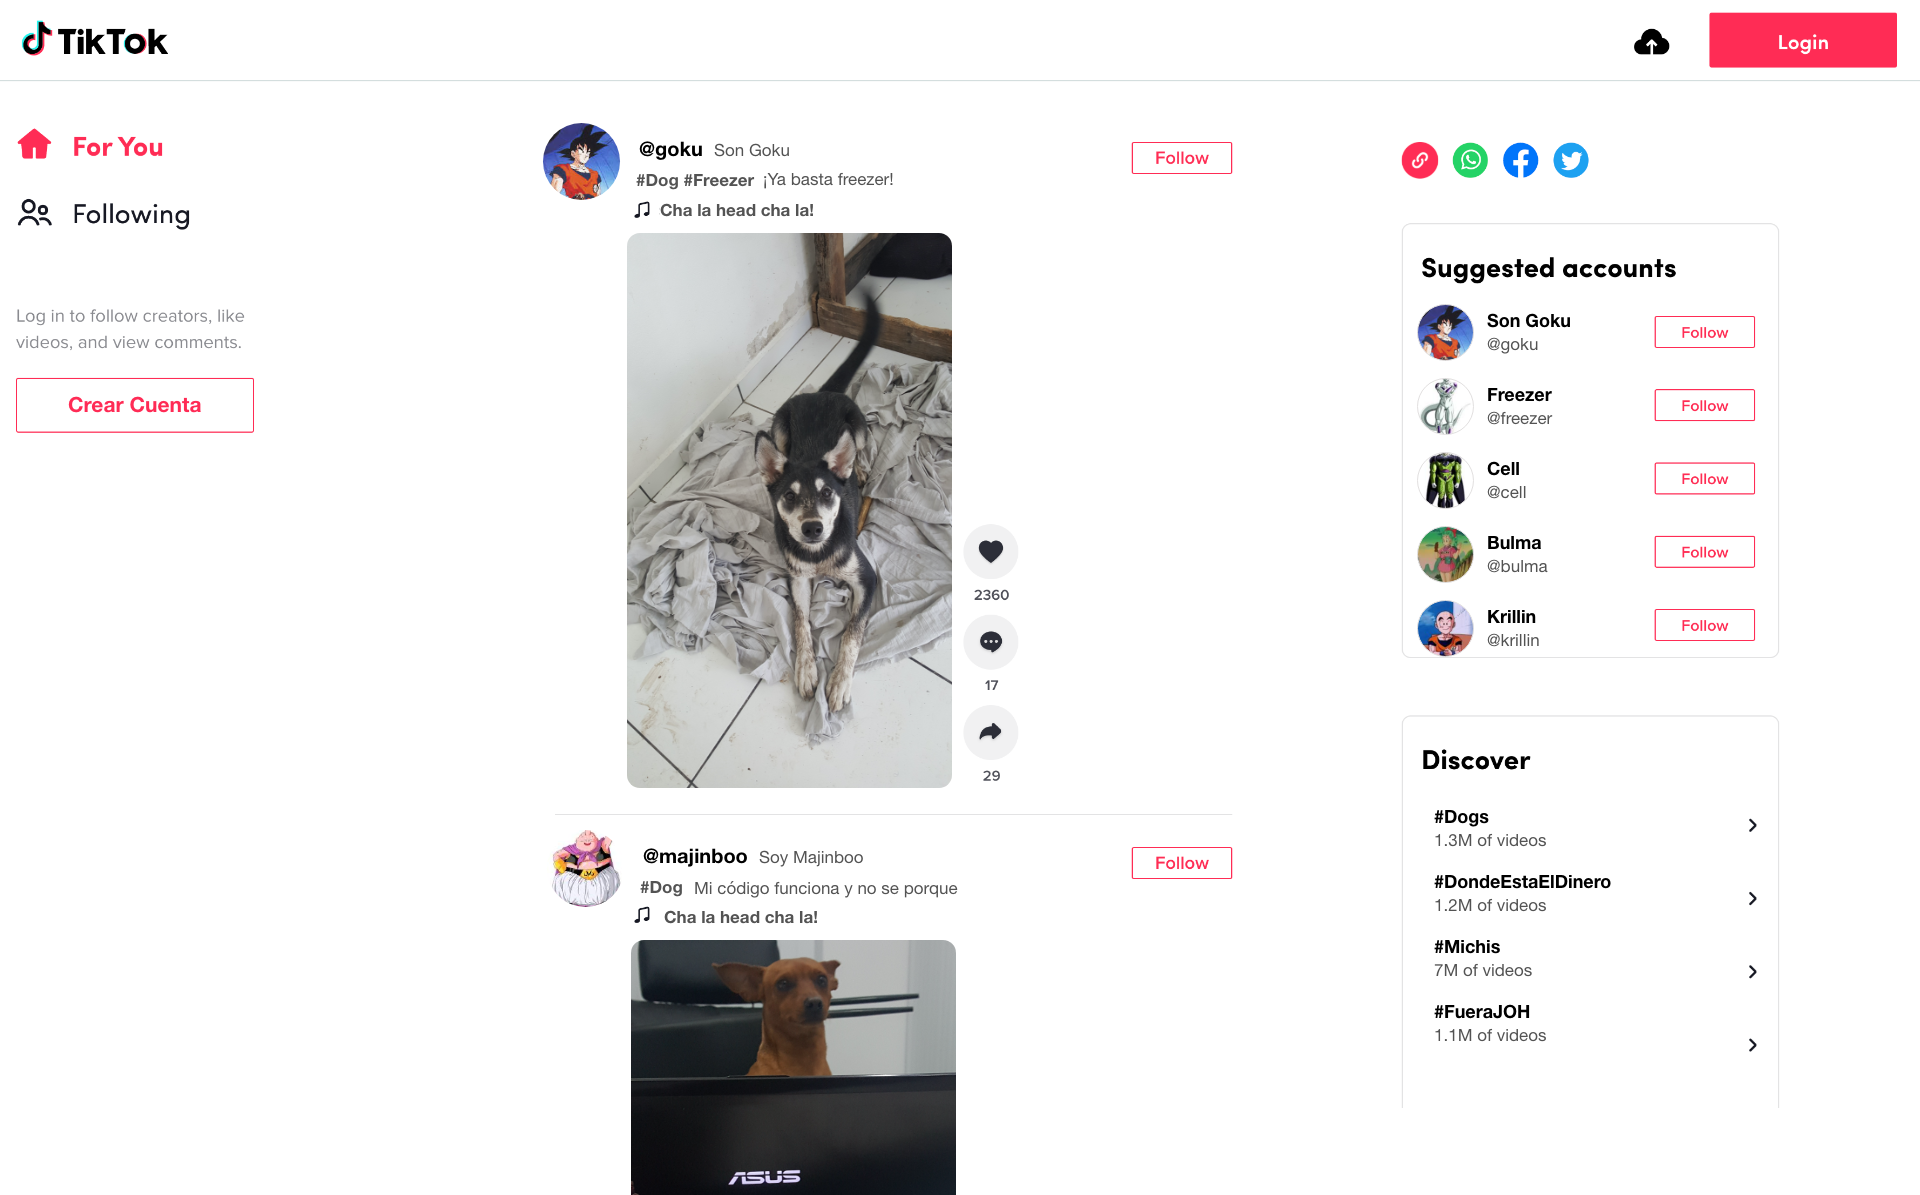 TikTok
Login
For You
Following
Log in to follow creators, like
videos, and view comments.
Crear Cuenta
@goku Son Goku
Follow
#Dog #Freezer ¡Ya basta freezer!
Cha la head cha la!
2360
17
29
@majinboo Soy Majinboo
Follow
#Dog Mi código funciona y no se porque
Cha la head cha la!
ASUS
Suggested accounts
Son Goku
@goku
Follow
Freezer
@freezer
Follow
Cell
@cell
Follow
Bulma
@bulma
Follow
Krillin
@krillin
Follow
Discover
#Dogs
1.3M of videos
#DondeEstaElDinero
1.2M of videos
#Michis
7M of videos
#FueraJOH
1.1M of videos